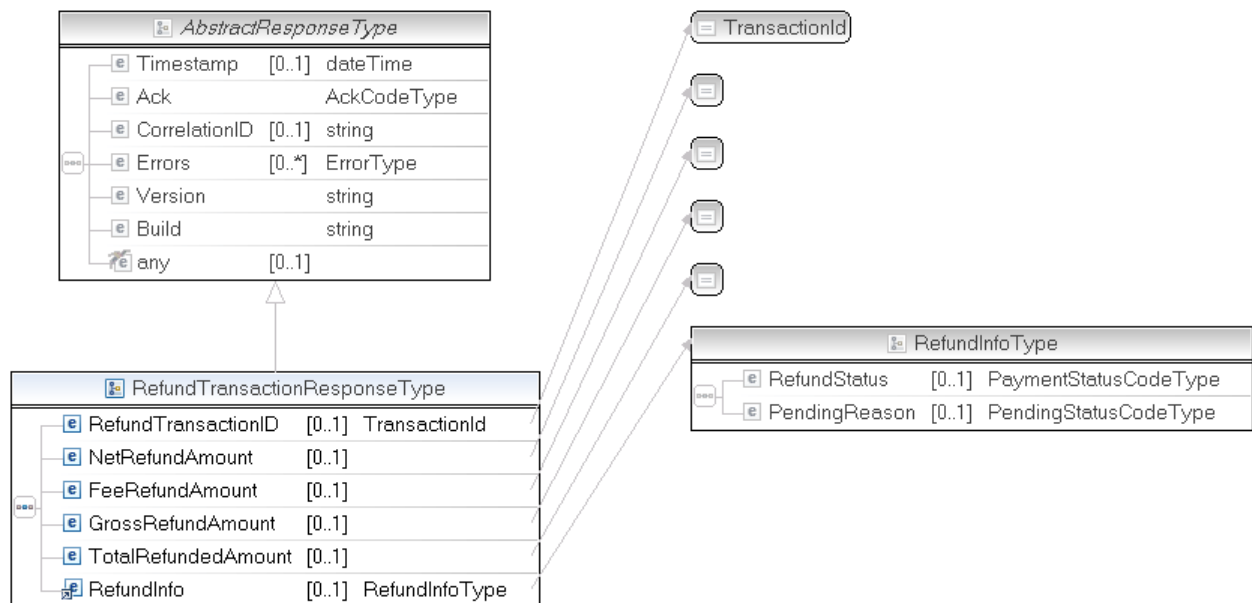 AbstractResponseType
e Timestamp [0..1] dateTime
e Ack AckCodeType
e CorrelationID [0..1] string
e Errors [0..*] ErrorType
e Version string
e Build string
e any [0..1]
TransactionId
RefundInfoType
e RefundStatus [0..1] PaymentStatusCodeType
e PendingReason [0..1] PendingStatusCodeType
RefundTransactionResponseType
e RefundTransactionID [0..1] TransactionId
e NetRefundAmount [0..1]
e FeeRefundAmount [0..1]
e GrossRefundAmount [0..1]
e TotalRefundedAmount [0..1]
e RefundInfo [0..1] RefundInfoType